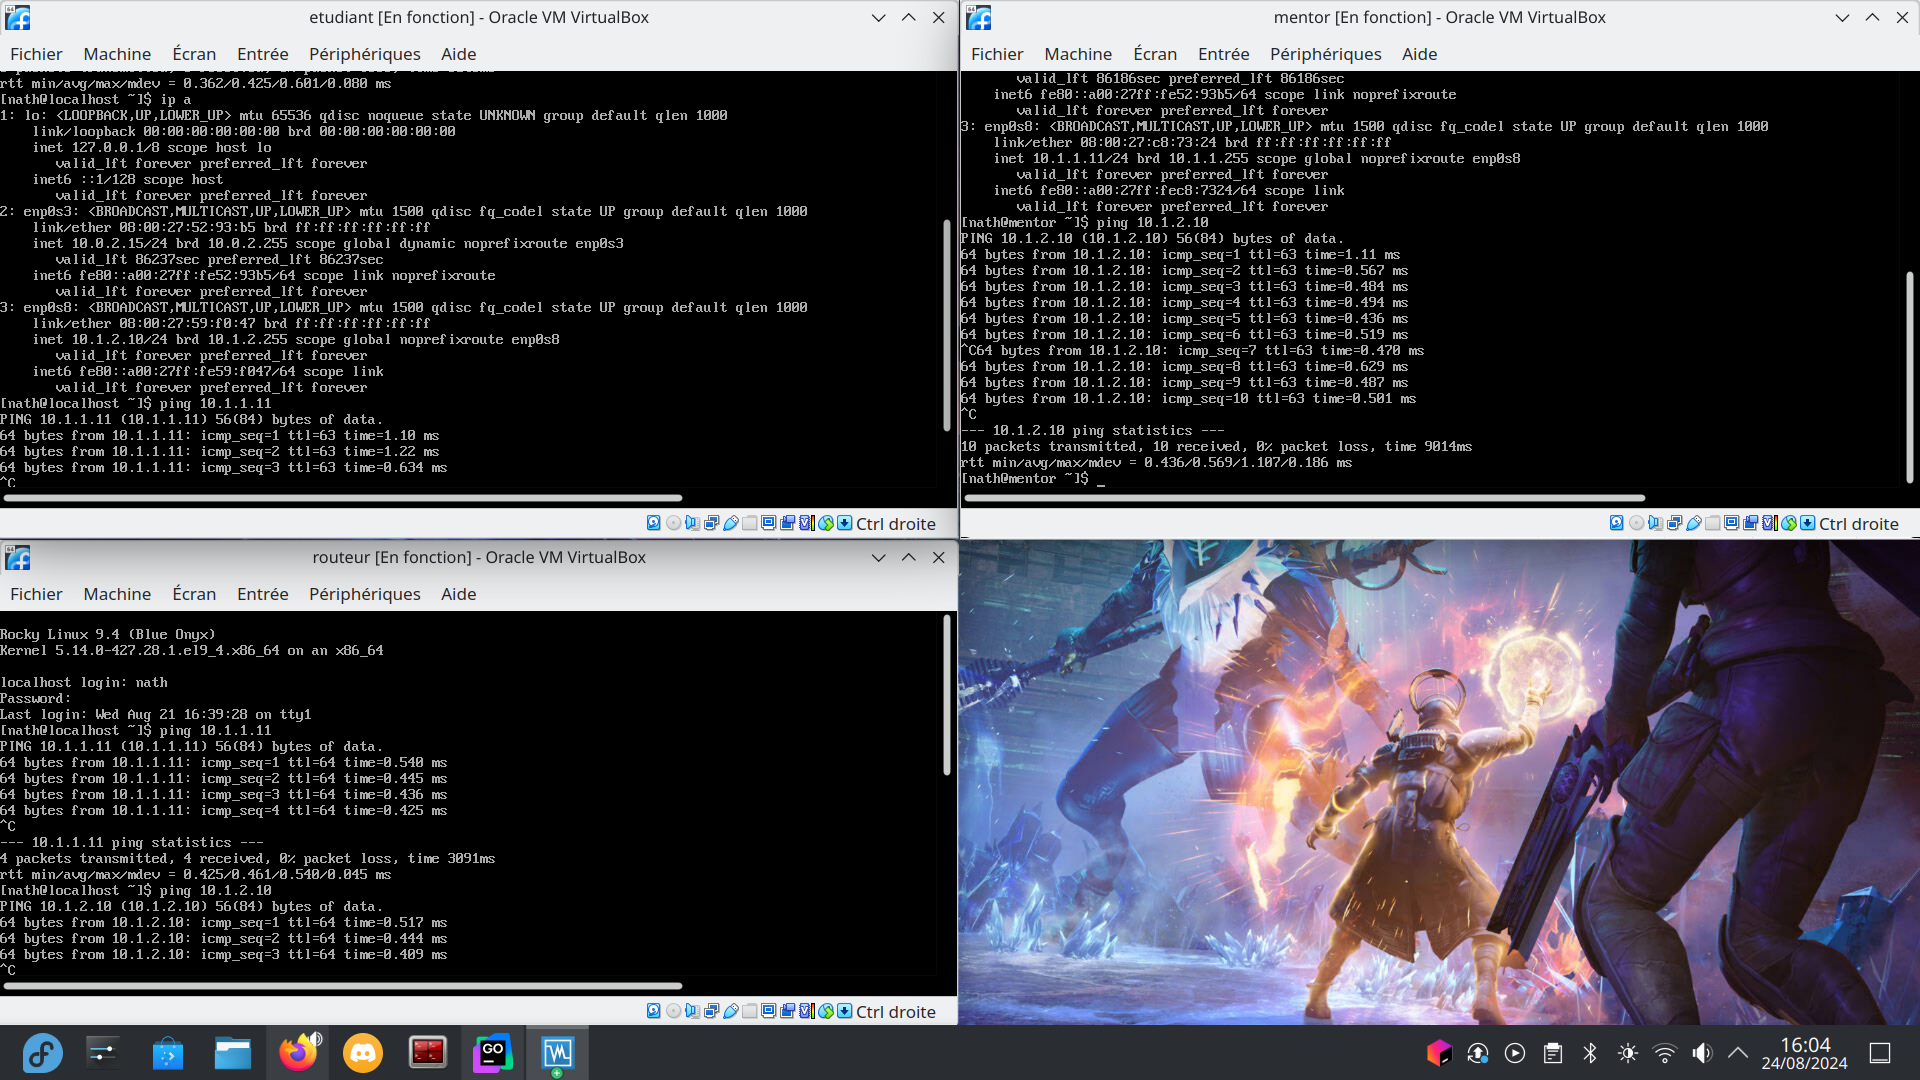 etudiant [En fonction] - Oracle VM VirtualBox
Fichier Machine Écran Entrée Périphériques Aide
rtt min/avg/max/mdev = 0.362/0.425/0.601/0.080 ms
[nath@localhost ~]$ ip a
1: lo: <LOOPBACK,UP,LOWER_UP> mtu 65536 qdisc noqueue state UNKNOWN group default qlen 1000
link/loopback 00:00:00:00:00:00 brd 00:00:00:00:00:00
inet 127.0.0.1/8 scope host lo
valid_lft forever preferred_lft forever
inet6 ::1/128 scope host
valid_lft forever preferred_lft forever
2: enp0s3: <BROADCAST,MULTICAST,UP,LOWER_UP> mtu 1500 qdisc fq_codel state UP group default qlen 1000
link/ether 08:00:27:52:93:b5 brd ff:ff:ff:ff:ff:ff
inet 10.0.2.15/24 brd 10.0.2.255 scope global dynamic noprefixroute enp0s3
valid_lft 86237sec preferred_lft 86237sec
inet6 fe80::a00:27ff:fe52:93b5/64 scope link noprefixroute
valid_lft forever preferred_lft forever
3: enp0s8: <BROADCAST,MULTICAST,UP,LOWER_UP> mtu 1500 qdisc fq_codel state UP group default qlen 1000
link/ether 08:00:27:59:f0:47 brd ff:ff:ff:ff:ff:ff
inet 10.1.2.10/24 brd 10.1.2.255 scope global noprefixroute enp0s8
valid_lft forever preferred_lft forever
inet6 fe80::a00:27ff:fe59:f047/64 scope link
valid_lft forever preferred_lft forever
[nath@localhost ~]$ ping 10.1.1.11
PING 10.1.1.11 (10.1.1.11) 56(84) bytes of data.
64 bytes from 10.1.1.11: icmp_seq=1 ttl=63 time=1.10 ms
64 bytes from 10.1.1.11: icmp_seq=2 ttl=63 time=1.22 ms
64 bytes from 10.1.1.11: icmp_seq=3 ttl=63 time=0.634 ms
^C
Ctrl droite
mentor [En fonction] - Oracle VM VirtualBox
Fichier Machine Écran Entrée Périphériques Aide
valid_lft 86186sec preferred_lft 86186sec
inet6 fe80::a00:27ff:fe52:93b5/64 scope link noprefixroute
valid_lft forever preferred_lft forever
3: enp0s8: <BROADCAST,MULTICAST,UP,LOWER_UP> mtu 1500 qdisc fq_codel state UP group default qlen 1000
link/ether 08:00:27:c8:73:24 brd ff:ff:ff:ff:ff:ff
inet 10.1.1.11/24 brd 10.1.1.255 scope global noprefixroute enp0s8
valid_lft forever preferred_lft forever
inet6 fe80::a00:27ff:fec8:7324/64 scope link
valid_lft forever preferred_lft forever
[nath@mentor ~]$ ping 10.1.2.10
PING 10.1.2.10 (10.1.2.10) 56(84) bytes of data.
64 bytes from 10.1.2.10: icmp_seq=1 ttl=63 time=1.11 ms
64 bytes from 10.1.2.10: icmp_seq=2 ttl=63 time=0.567 ms
64 bytes from 10.1.2.10: icmp_seq=3 ttl=63 time=0.484 ms
64 bytes from 10.1.2.10: icmp_seq=4 ttl=63 time=0.494 ms
64 bytes from 10.1.2.10: icmp_seq=5 ttl=63 time=0.436 ms
64 bytes from 10.1.2.10: icmp_seq=6 ttl=63 time=0.519 ms
^C64 bytes from 10.1.2.10: icmp_seq=7 ttl=63 time=0.470 ms
64 bytes from 10.1.2.10: icmp_seq=8 ttl=63 time=0.629 ms
64 bytes from 10.1.2.10: icmp_seq=9 ttl=63 time=0.487 ms
64 bytes from 10.1.2.10: icmp_seq=10 ttl=63 time=0.501 ms
^C
--- 10.1.2.10 ping statistics ---
10 packets transmitted, 10 received, 0% packet loss, time 9014ms
rtt min/avg/max/mdev = 0.436/0.569/1.107/0.186 ms
[nath@mentor ~]$ _
Ctrl droite
routeur [En fonction] - Oracle VM VirtualBox
Fichier Machine Écran Entrée Périphériques Aide
Rocky Linux 9.4 (Blue Onyx)
Kernel 5.14.0-427.28.1.el9_4.x86_64 on an x86_64
localhost login: nath
Password:
Last login: Wed Aug 21 16:39:28 on tty1
[nath@localhost ~]$ ping 10.1.1.11
PING 10.1.1.11 (10.1.1.11) 56(84) bytes of data.
64 bytes from 10.1.1.11: icmp_seq=1 ttl=64 time=0.540 ms
64 bytes from 10.1.1.11: icmp_seq=2 ttl=64 time=0.445 ms
64 bytes from 10.1.1.11: icmp_seq=3 ttl=64 time=0.436 ms
64 bytes from 10.1.1.11: icmp_seq=4 ttl=64 time=0.425 ms
^C
--- 10.1.1.11 ping statistics ---
4 packets transmitted, 4 received, 0% packet loss, time 3091ms
rtt min/avg/max/mdev = 0.425/0.461/0.540/0.045 ms
[nath@localhost ~]$ ping 10.1.2.10
PING 10.1.2.10 (10.1.2.10) 56(84) bytes of data.
64 bytes from 10.1.2.10: icmp_seq=1 ttl=64 time=0.517 ms
64 bytes from 10.1.2.10: icmp_seq=2 ttl=64 time=0.444 ms
64 bytes from 10.1.2.10: icmp_seq=3 ttl=64 time=0.409 ms
^C
Ctrl droite
GO
16:04
24/08/2024